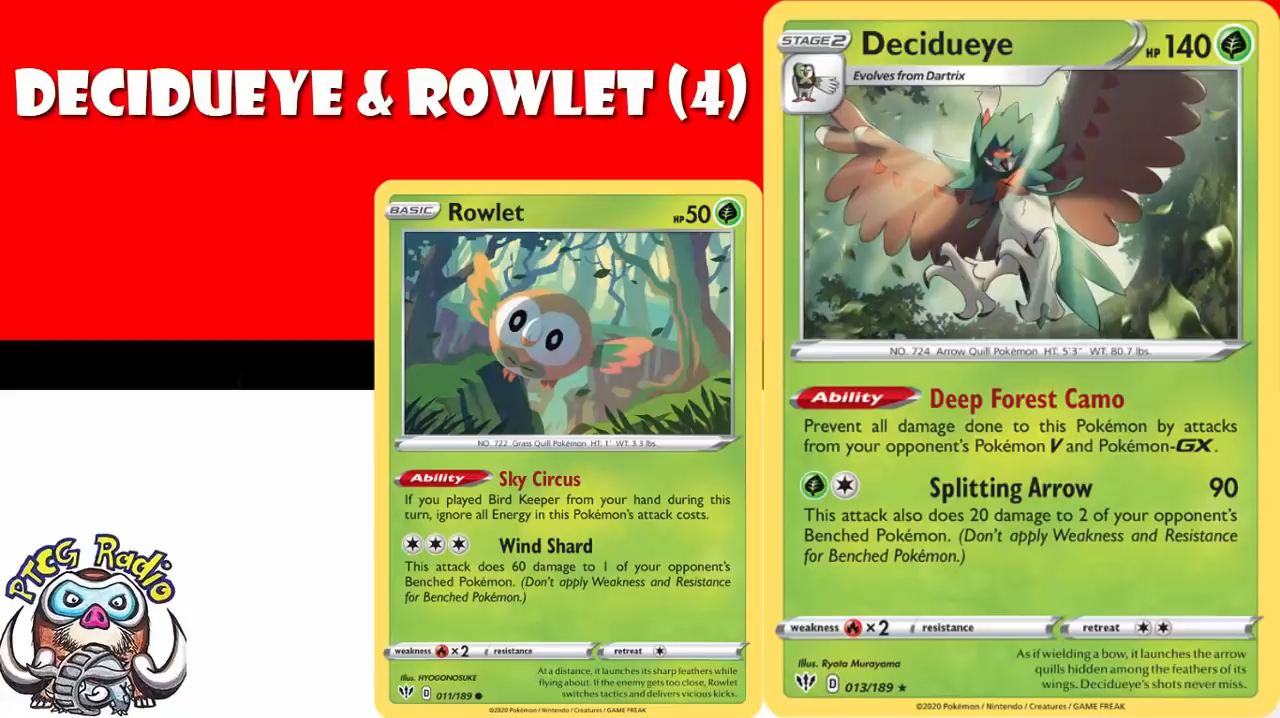 DECIDUEYE & ROWLET (4)
PTCG Radio
BASIC Rowlet HP 50
NO. 722 Grass Quill Pokémon HT: 1' WT: 3.3 lbs.
Ability Sky Circus
If you played Bird Keeper from your hand during this
turn, ignore all Energy in this Pokémon's attack costs.
Wind Shard
This attack does 60 damage to 1 of your opponent's
Benched Pokémon. (Don't apply Weakness and Resistance
for Benched Pokémon.)
weakness ×2 resistance retreat
Illus. HYOGONOSUKE
D 011/189
At a distance, it launches its sharp feathers while
flying about. If the enemy gets too close, Rowlet
switches tactics and delivers vicious kicks.
©2020 Pokémon / Nintendo / Creatures / GAME FREAK
STAGE 2 Decidueye HP 140
Evolves from Dartrix
NO. 724 Arrow Quill Pokémon HT: 5'3" WT: 80.7 lbs.
Ability Deep Forest Camo
Prevent all damage done to this Pokémon by attacks
from your opponent's Pokémon V and Pokémon-GX.
Splitting Arrow 90
This attack also does 20 damage to 2 of your opponent's
Benched Pokémon. (Don't apply Weakness and Resistance
for Benched Pokémon.)
weakness ×2 resistance retreat
Illus. Ryota Murayama
D 013/189 ★
As if wielding a bow, it launches the arrow
quills hidden among the feathers of its
wings. Decidueye's shots never miss.
©2020 Pokémon / Nintendo / Creatures / GAME FREAK